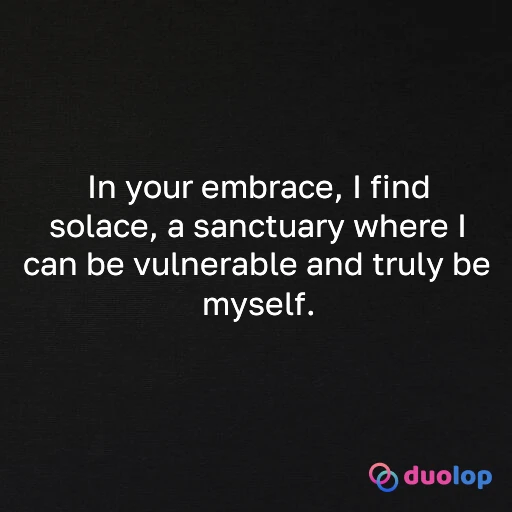 In your embrace, I find
solace, a sanctuary where I
can be vulnerable and truly be
myself.
duolop